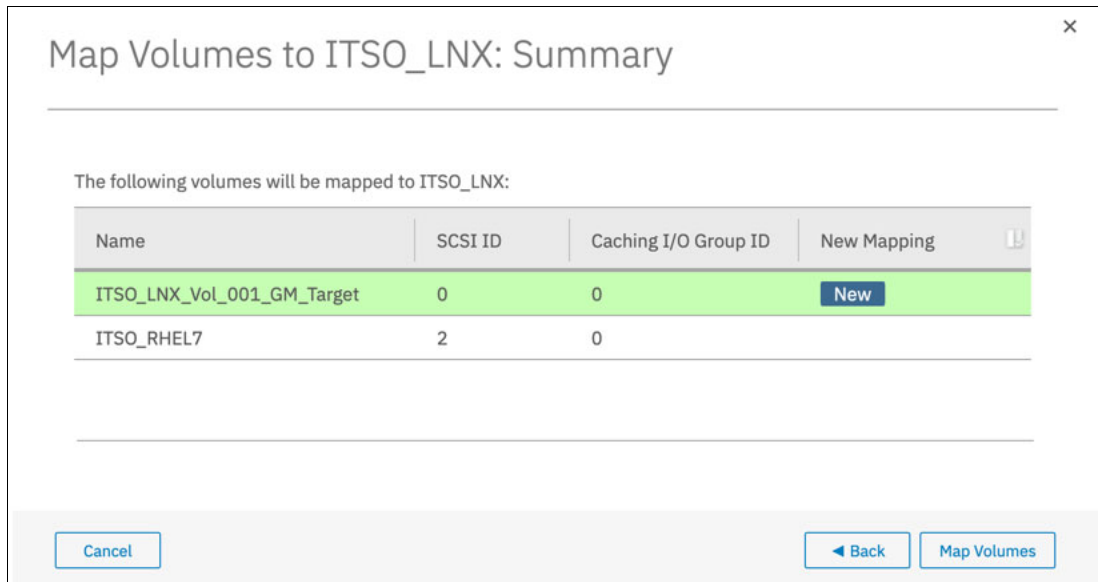 ×
Map Volumes to ITSO_LNX: Summary
The following volumes will be mapped to ITSO_LNX:
Name SCSI ID Caching I/O Group ID New Mapping
ITSO_LNX_Vol_001_GM_Target 0 0 New
ITSO_RHEL7 2 0
Cancel ◄ Back Map Volumes